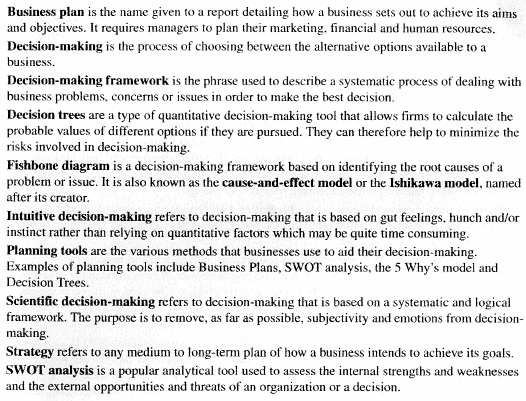 Business plan is the name given to a report detailing how a business sets out to achieve its aims
and objectives. It requires managers to plan their marketing, financial and human resources.
Decision-making is the process of choosing between the alternative options available to a
business.
Decision-making framework is the phrase used to describe a systematic process of dealing with
business problems, concerns or issues in order to make the best decision.
Decision trees are a type of quantitative decision-making tool that allows firms to calculate the
probable values of different options if they are pursued. They can therefore help to minimize the
risks involved in decision-making.
Fishbone diagram is a decision-making framework based on identifying the root causes of a
problem or issue. It is also known as the cause-and-effect model or the Ishikawa model, named
after its creator.
Intuitive decision-making refers to decision-making that is based on gut feelings, hunch and/or
instinct rather than relying on quantitative factors which may be quite time consuming.
Planning tools are the various methods that businesses use to aid their decision-making.
Examples of planning tools include Business Plans, SWOT analysis, the 5 Why's model and
Decision Trees.
Scientific decision-making refers to decision-making that is based on a systematic and logical
framework. The purpose is to remove, as far as possible, subjectivity and emotions from decision-
making.
Strategy refers to any medium to long-term plan of how a business intends to achieve its goals.
SWOT analysis is a popular analytical tool used to assess the internal strengths and weaknesses
and the external opportunities and threats of an organization or a decision.